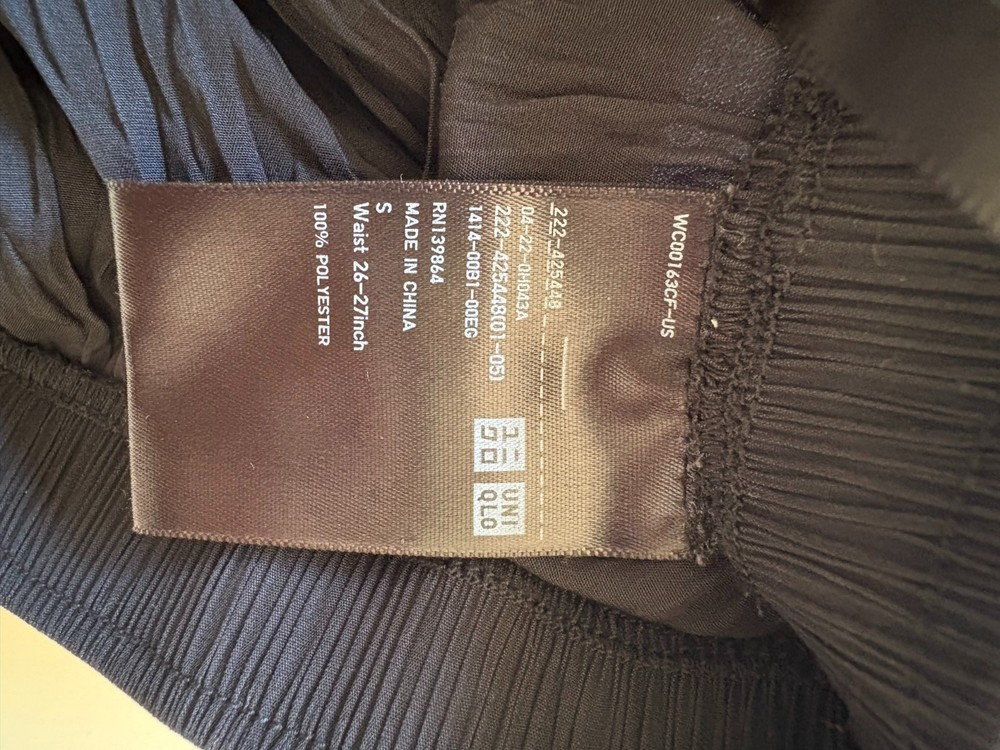 WC00163CF-US
222-425448
04-22-0H043A
222-425448(01-05)
1414-00B1-00EG
RN139864
MADE IN CHINA
S
Waist 26-27inch
100% POLYESTER
ユニ
クロ
UNI
QLO